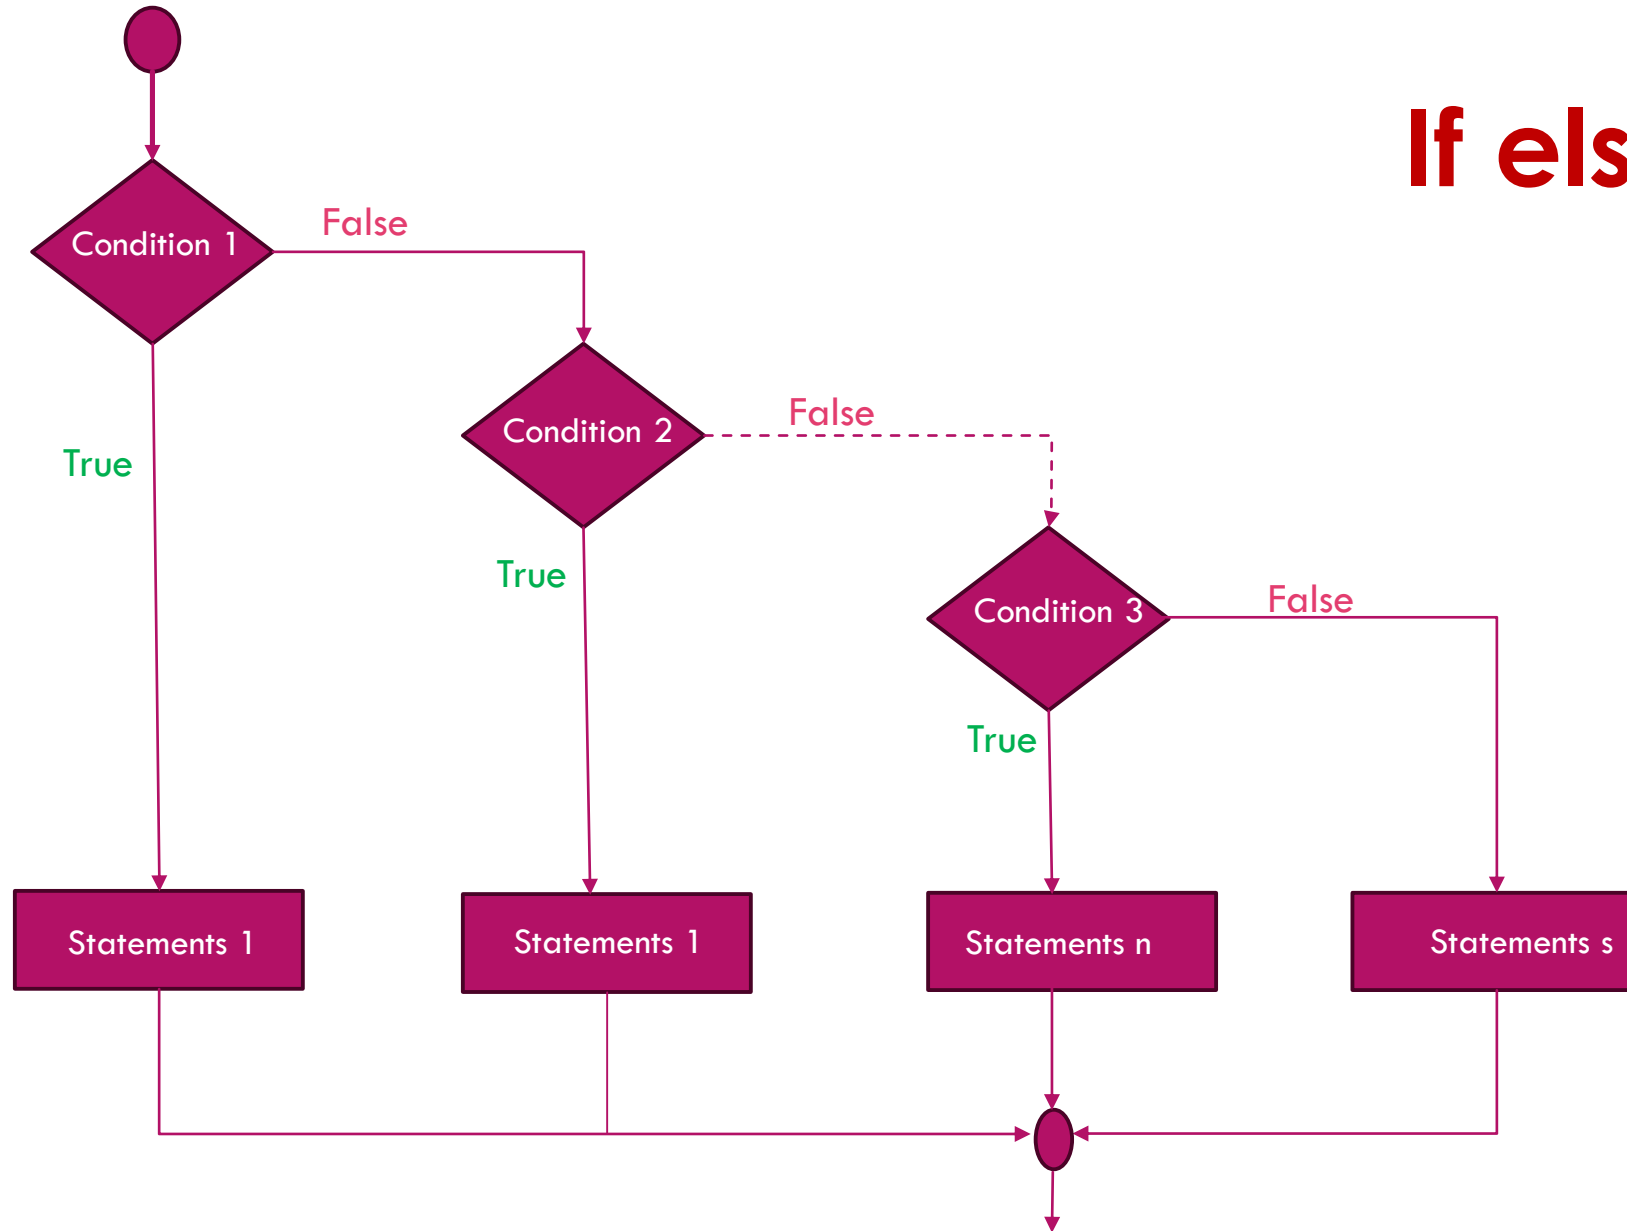 If els
Condition 1
False
Condition 2
False
True
True
Condition 3
False
True
Statements 1
Statements 1
Statements n
Statements s